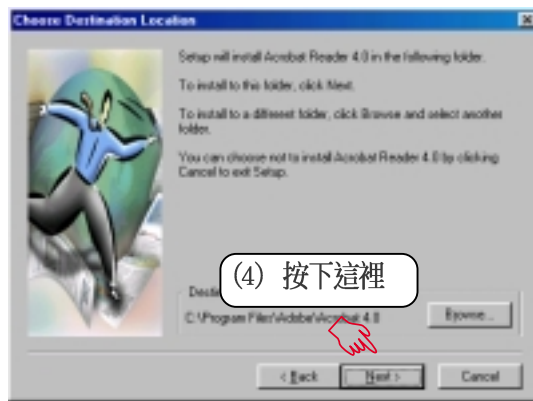 Choose Destination Location
Setup will install Acrobat Reader 4.0 in the following folder.
To install to this folder, click Next.
To install to a different folder, click Browse and select another
folder.
You can choose not to install Acrobat Reader 4.0 by clicking
Cancel to exit Setup.
(4) 按下這裡
Destin
C:\Program Files\Adobe\Acrobat 4.0
Browse...
< Back
Next >
Cancel